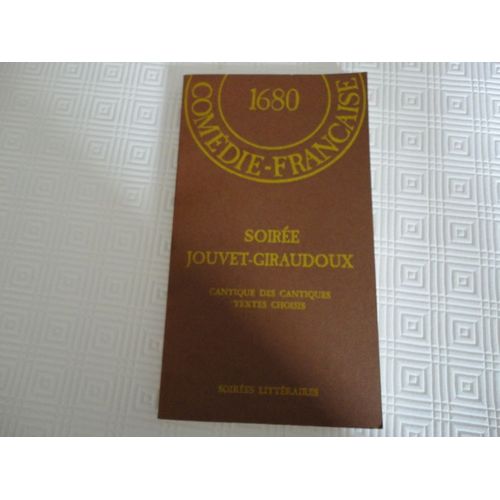 1680
COMÉDIE-FRANÇAISE
SOIRÉE
JOUVET-GIRAUDOUX
CANTIQUE DES CANTIQUES
TEXTES CHOISIS
SOIRÉES LITTÉRAIRES